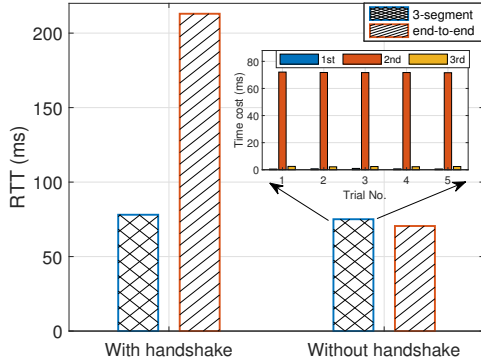 3-segment
end-to-end
200
150
100
50
0
RTT (ms)
With handshake
Without handshake
1st
2nd
3rd
80
60
40
20
0
Time cost (ms)
1
2
3
4
5
Trial No.